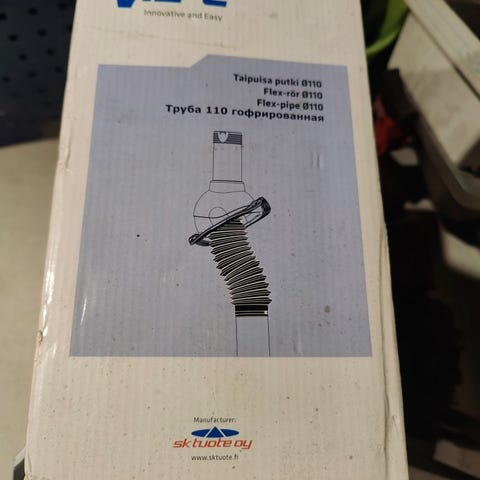 Innovative and Easy
Taipuisa putki Ø110
Flex-rör Ø110
Flex-pipe Ø110
Труба 110 гофрированная
Manufacturer:
sk tuote oy
www.sktuote.fi